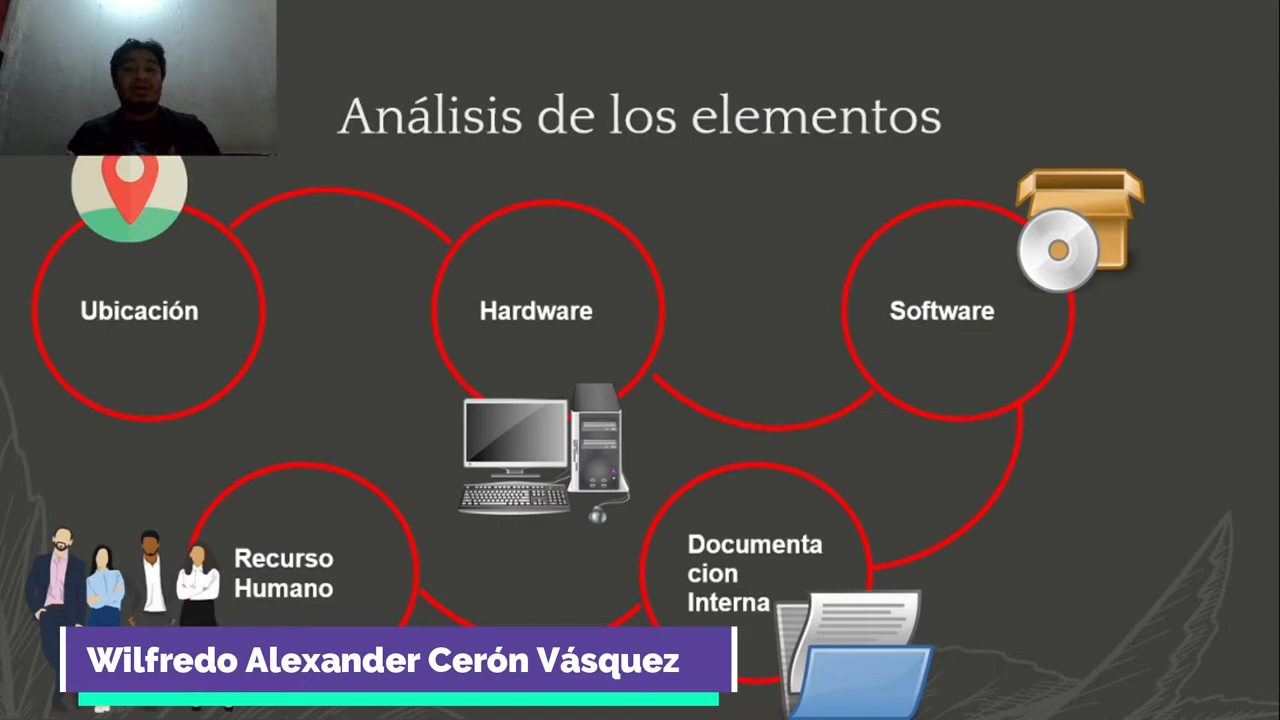 Análisis de los elementos
Ubicación
Hardware
Software
Recurso
Humano
Documenta
cion
Interna
Wilfredo Alexander Cerón Vásquez